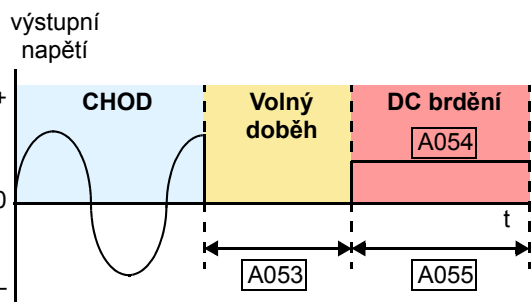 výstupní
napětí
+
CHOD
Volný
doběh
DC brdění
A054
0
t
A053
A055
–